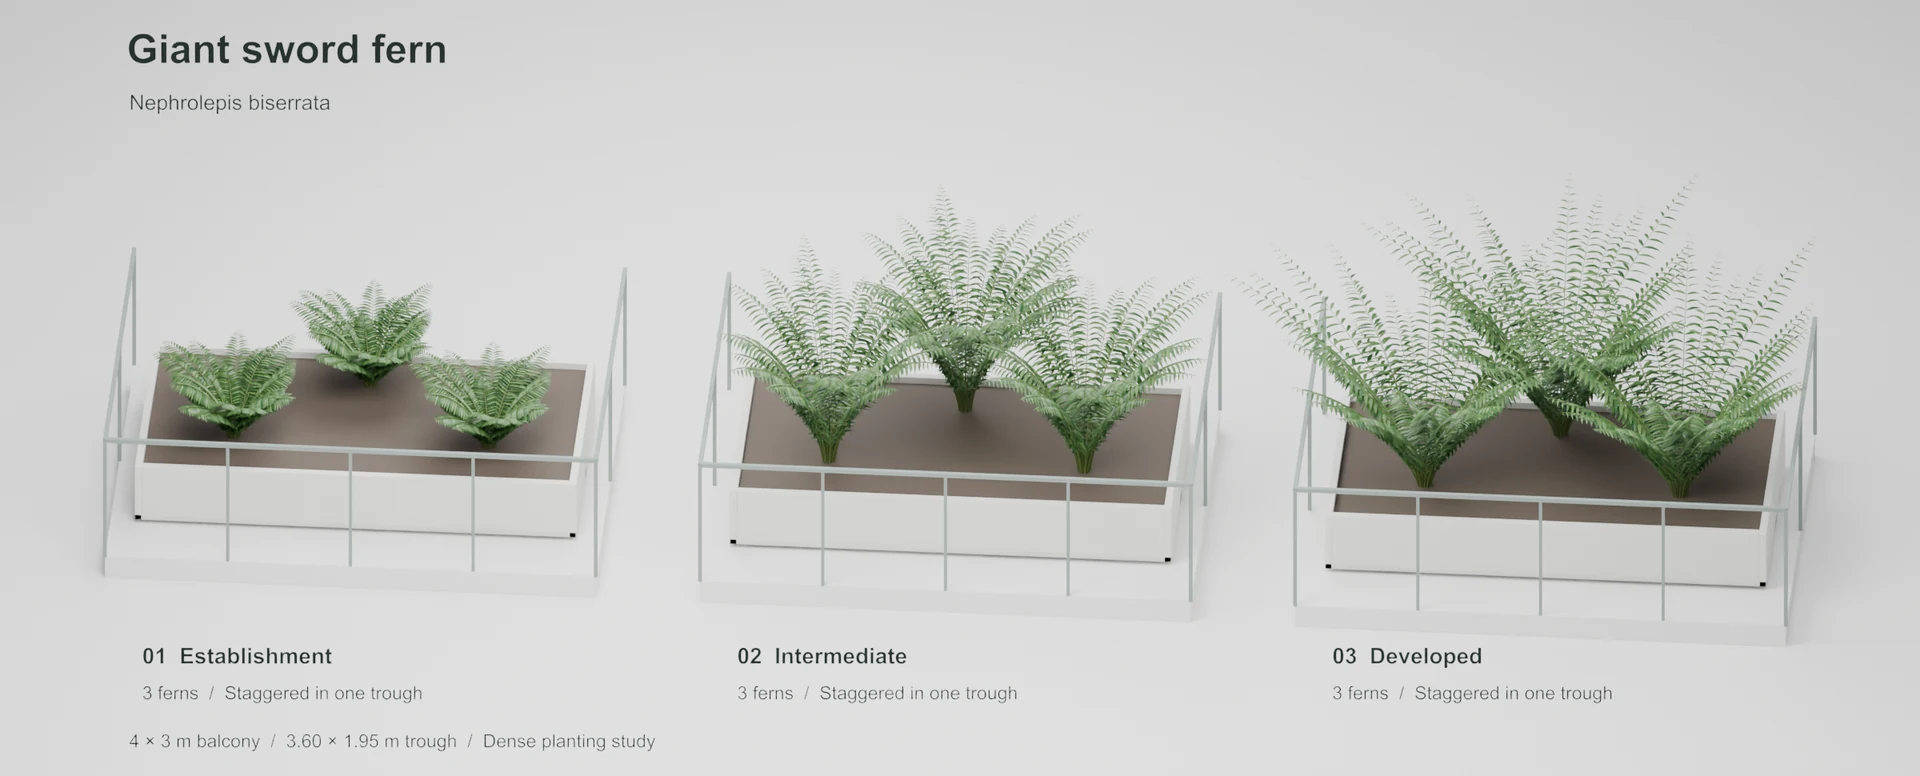 Giant sword fern
Nephrolepis biserrata
01 Establishment
3 ferns / Staggered in one trough
02 Intermediate
3 ferns / Staggered in one trough
03 Developed
3 ferns / Staggered in one trough
4 × 3 m balcony / 3.60 × 1.95 m trough / Dense planting study